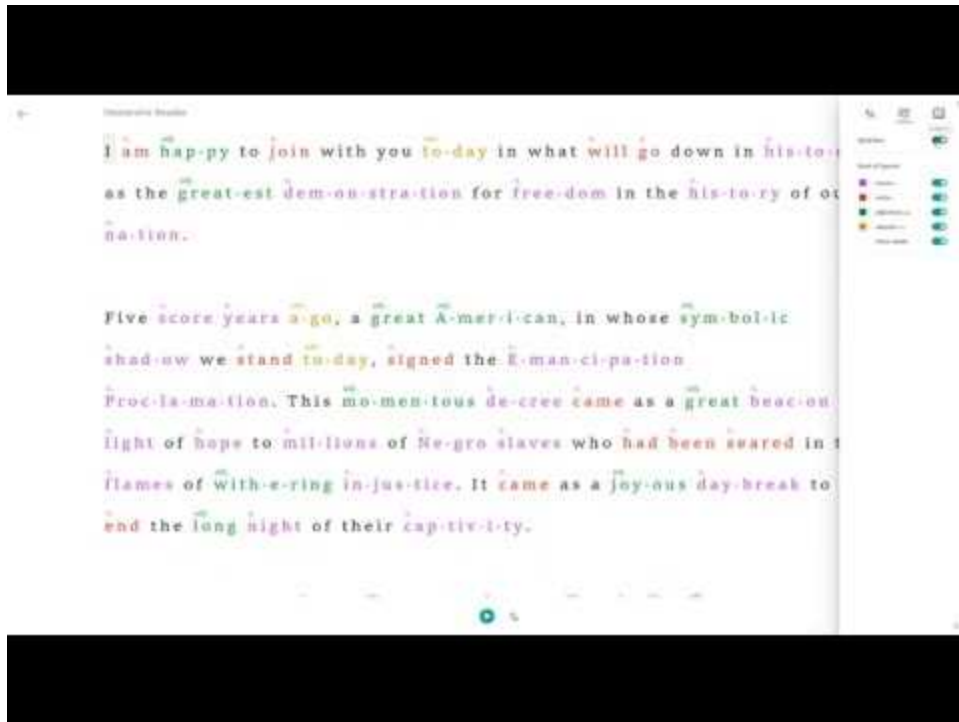 Immersive Reader
I am hap·py to join with you to·day in what will go down in his·to·
as the great·est dem·on·stra·tion for free·dom in the his·to·ry of ou
na·tion.
Five score years a·go, a great A·mer·i·can, in whose sym·bol·ic
shad·ow we stand to·day, signed the E·man·ci·pa·tion
Proc·la·ma·tion. This mo·men·tous de·cree came as a great beac·on
light of hope to mil·lions of Ne·gro slaves who had been seared in t
flames of with·e·ring in·jus·tice. It came as a joy·ous day·break to
end the long night of their cap·tiv·i·ty.